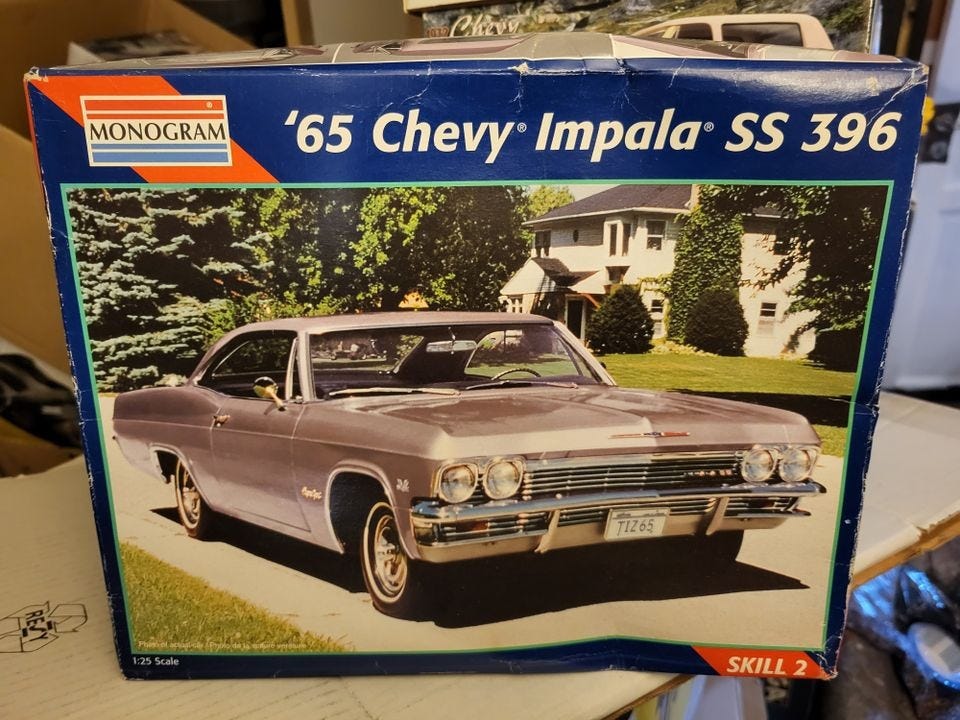 Chevy
MONOGRAM®
'65 Chevy® Impala® SS 396
TIZ65
Photo of actual car / Photo de la voiture véritable
1:25 Scale
SKILL 2